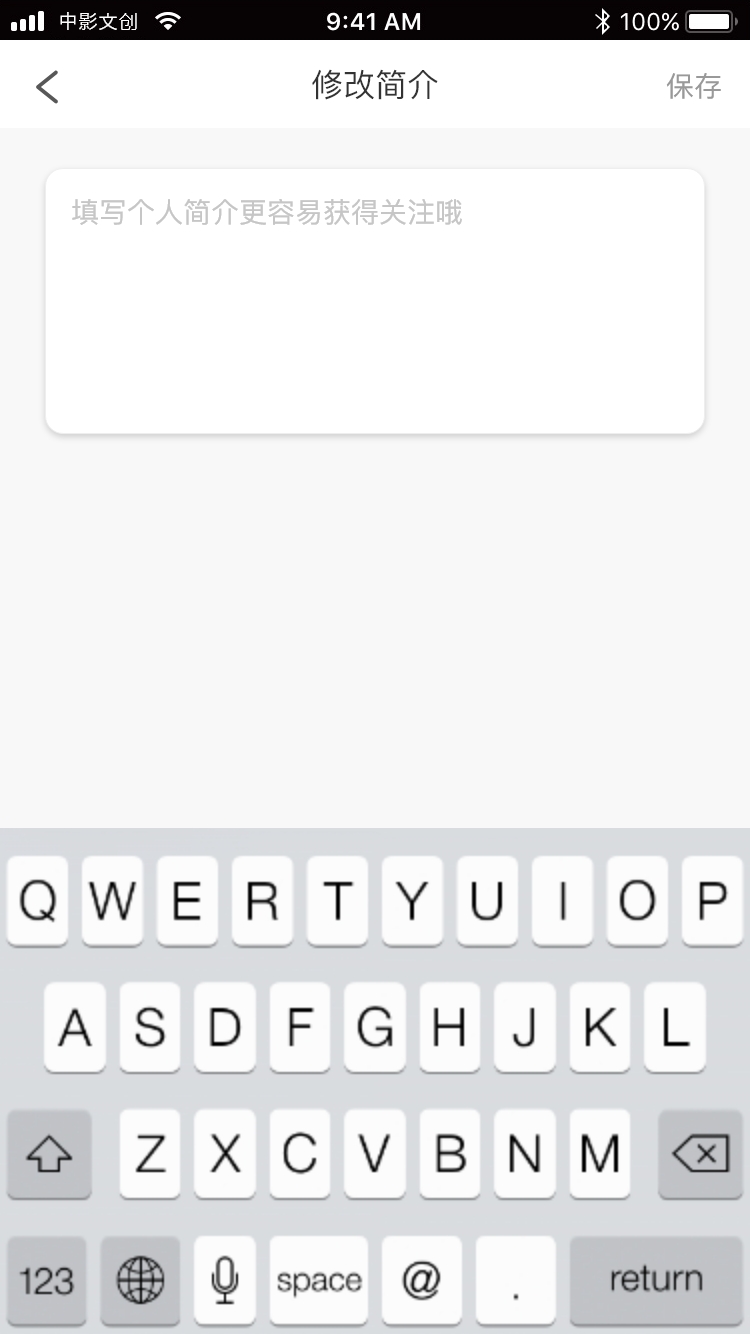 中影文创 9:41 AM 100%
修改简介 保存
填写个人简介更容易获得关注哦
Q W E R T Y U I O P
A S D F G H J K L
Z X C V B N M
123 space @ . return